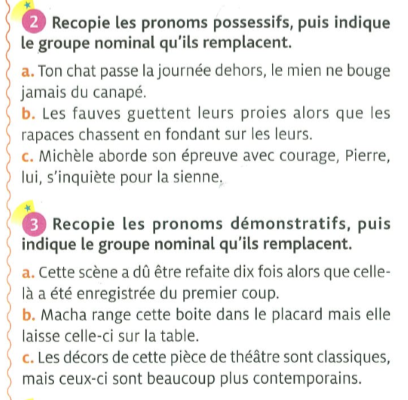 2 Recopie les pronoms possessifs, puis indique
le groupe nominal qu'ils remplacent.
a. Ton chat passe la journée dehors, le mien ne bouge
jamais du canapé.
b. Les fauves guettent leurs proies alors que les
rapaces chassent en fondant sur les leurs.
c. Michèle aborde son épreuve avec courage, Pierre,
lui, s'inquiète pour la sienne.
3 Recopie les pronoms démonstratifs, puis
indique le groupe nominal qu'ils remplacent.
a. Cette scène a dû être refaite dix fois alors que celle-
là a été enregistrée du premier coup.
b. Macha range cette boite dans le placard mais elle
laisse celle-ci sur la table.
c. Les décors de cette pièce de théâtre sont classiques,
mais ceux-ci sont beaucoup plus contemporains.